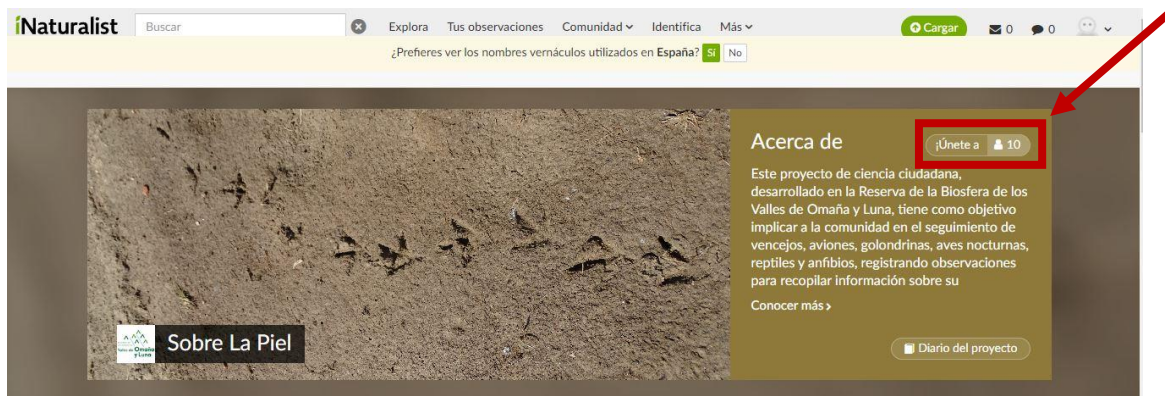 iNaturalist Buscar Explora Tus observaciones Comunidad Identifica Más Cargar 0 0
¿Prefieres ver los nombres vernáculos utilizados en España? Sí No
Acerca de ¡Únete a 10
Este proyecto de ciencia ciudadana,
desarrollado en la Reserva de la Biosfera de los
Valles de Omaña y Luna, tiene como objetivo
implicar a la comunidad en el seguimiento de
vencejos, aviones, golondrinas, aves nocturnas,
reptiles y anfibios, registrando observaciones
para recopilar información sobre su
Conocer más >
Sobre La Piel
Diario del proyecto